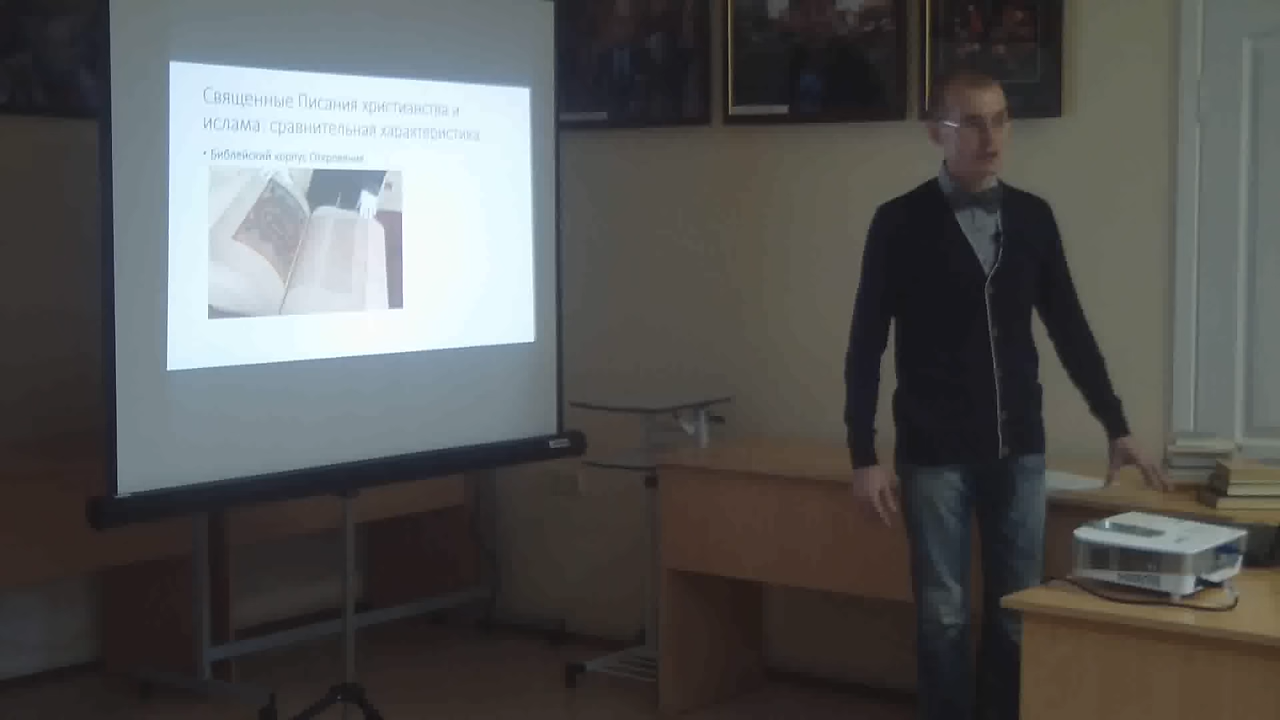 Священные Писания христианства и
ислама: сравнительная характеристика
• Библейский корпус Откровения